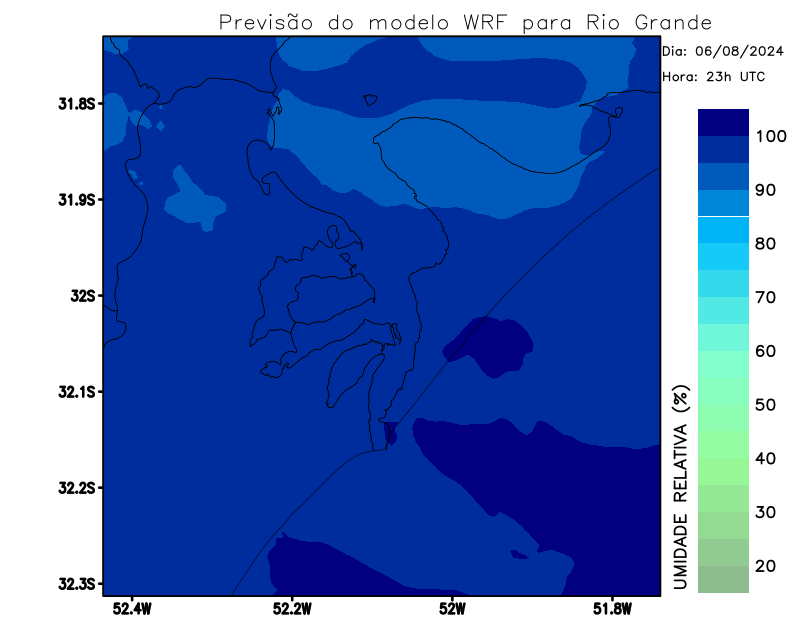 Previsão do modelo WRF para Rio Grande
Dia: 06/08/2024
Hora: 23h UTC
31.8S
31.9S
32S
32.1S
32.2S
32.3S
52.4W
52.2W
52W
51.8W
100
90
80
70
60
50
40
30
20
UMIDADE RELATIVA (%)